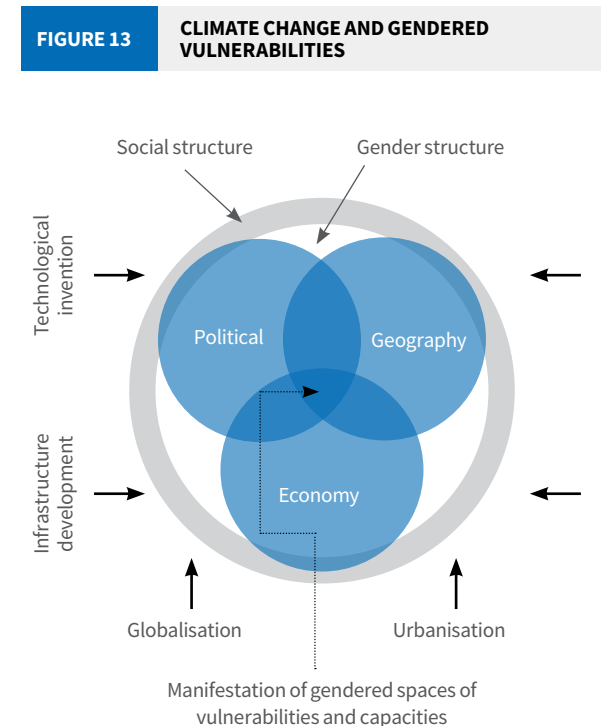 FIGURE 13
CLIMATE CHANGE AND GENDERED
VULNERABILITIES
Social structure
Gender structure
Technological
invention
Political
Geography
Infrastructure
development
Economy
Globalisation
Urbanisation
Manifestation of gendered spaces of
vulnerabilities and capacities